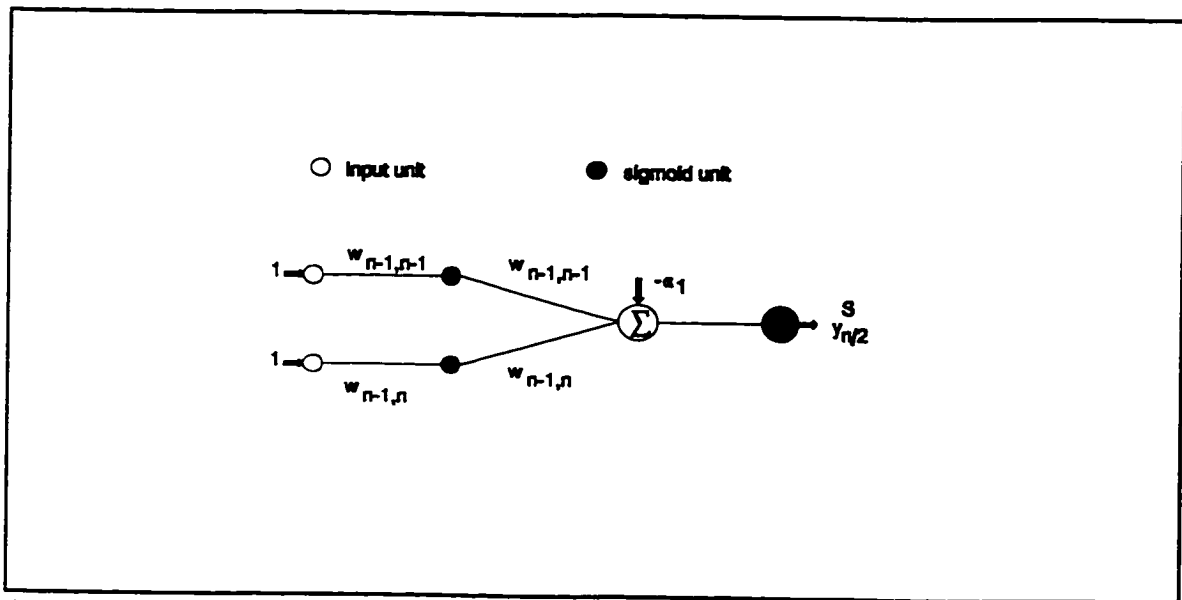 input unit sigmoid unit
1 w n-1,n-1 w n-1,n-1
-α 1
Σ
S
y n/2
1 w n-1,n w n-1,n